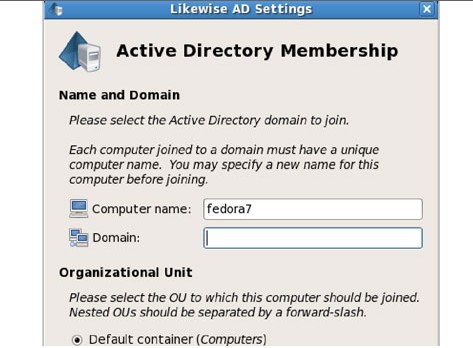 Likewise AD Settings
Active Directory Membership
Name and Domain
Please select the Active Directory domain to join.
Each computer joined to a domain must have a unique
computer name.  You may specify a new name for this
computer before joining.
Computer name: fedora7
Domain:
Organizational Unit
Please select the OU to which this computer should be joined.
Nested OUs should be separated by a forward-slash.
Default container (Computers)